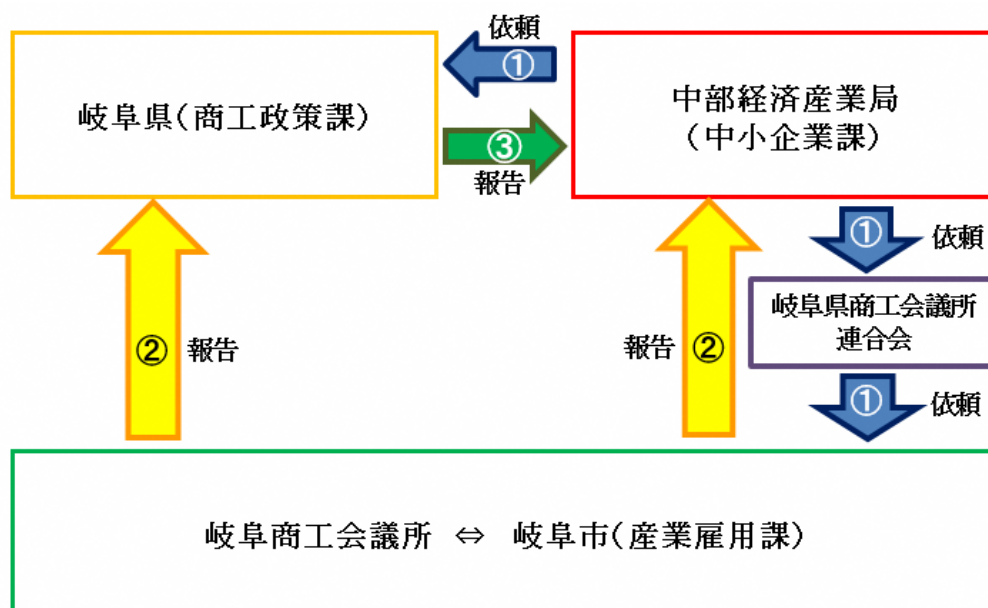 依頼
①
岐阜県(商工政策課)
中部経済産業局
(中小企業課)
③
報告
①
依頼
岐阜県商工会議所
連合会
②
報告
報告
②
①
依頼
岐阜商工会議所 ⇔ 岐阜市(産業雇用課)